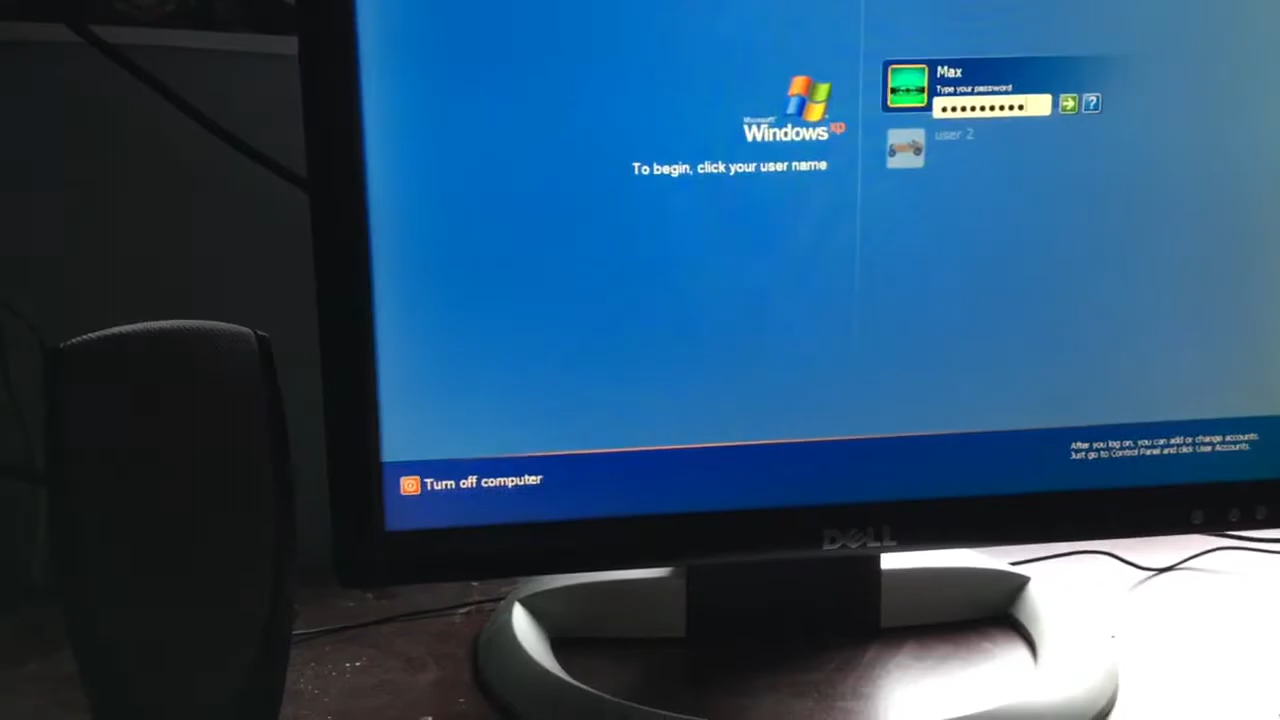 Max
Type your password
?
Microsoft
Windows xp
user 2
To begin, click your user name
After you log on, you can add or change accounts.
Just go to Control Panel and click User Accounts.
Turn off computer
DELL